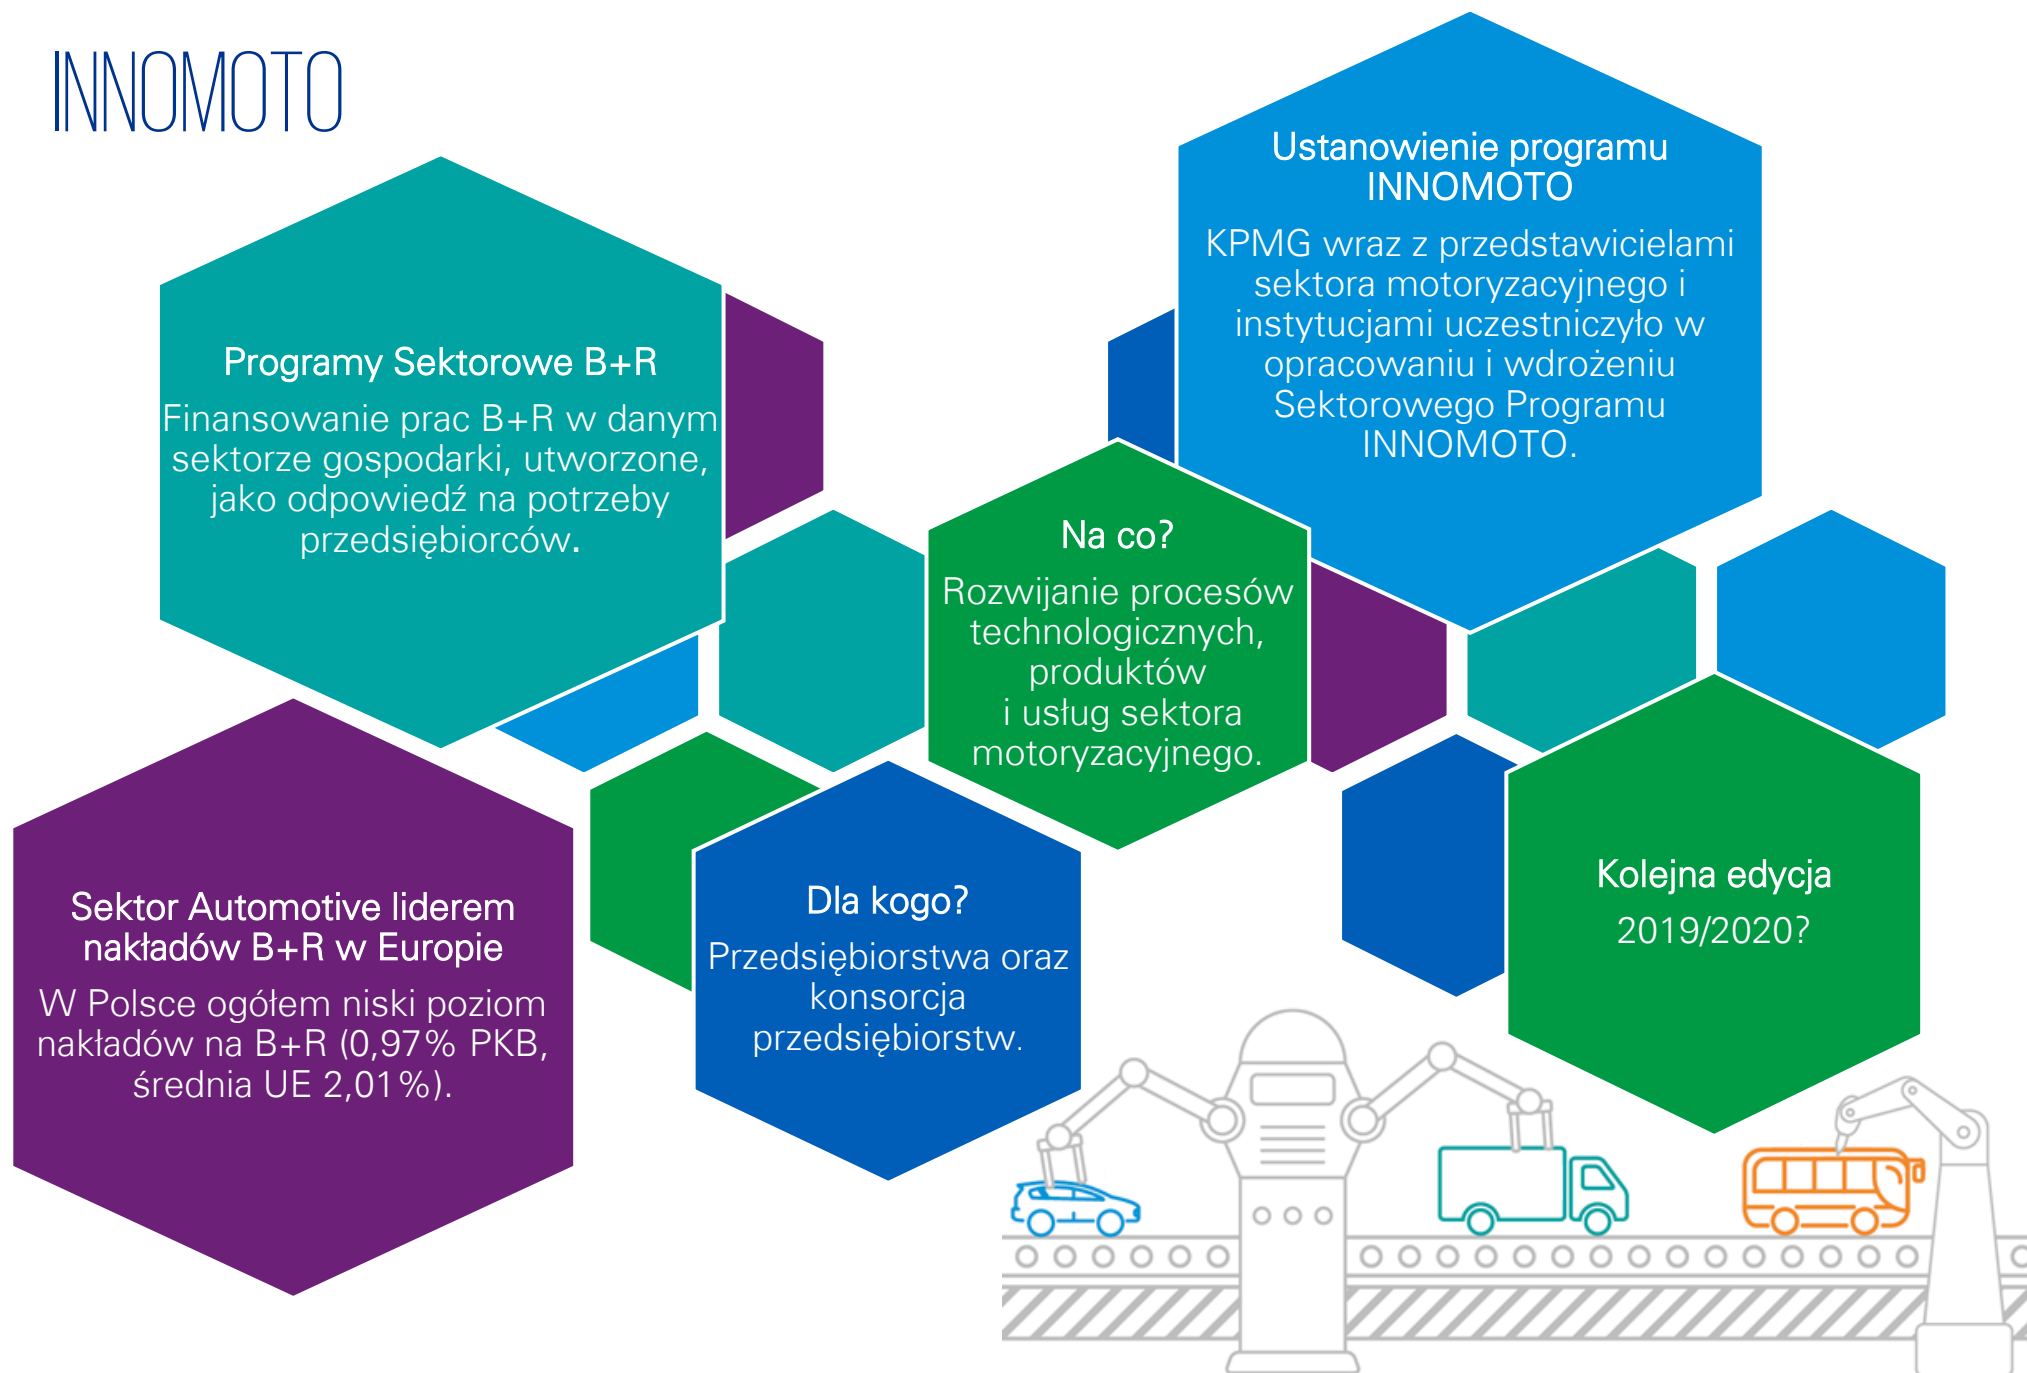 INNOMOTO
Programy Sektorowe B+R
Finansowanie prac B+R w danym
sektorze gospodarki, utworzone,
jako odpowiedź na potrzeby
przedsiębiorców.
Ustanowienie programu
INNOMOTO
KPMG wraz z przedstawicielami
sektora motoryzacyjnego i
instytucjami uczestniczyło w
opracowaniu i wdrożeniu
Sektorowego Programu
INNOMOTO.
Na co?
Rozwijanie procesów
technologicznych,
produktów
i usług sektora
motoryzacyjnego.
Sektor Automotive liderem
nakładów B+R w Europie
W Polsce ogółem niski poziom
nakładów na B+R (0,97% PKB,
średnia UE 2,01%).
Dla kogo?
Przedsiębiorstwa oraz
konsorcja
przedsiębiorstw.
Kolejna edycja
2019/2020?